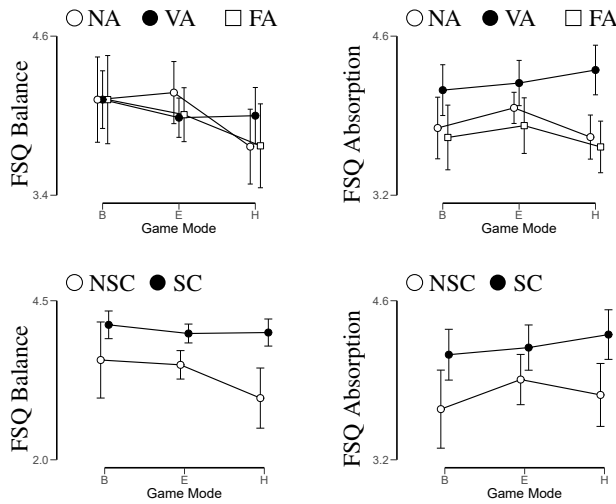 NA VA FA
4.6
FSQ Balance
3.4
B E H
Game Mode
NA VA FA
4.6
FSQ Absorption
3.2
B E H
Game Mode
NSC SC
4.5
FSQ Balance
2.0
B E H
Game Mode
NSC SC
4.6
FSQ Absorption
3.2
B E H
Game Mode